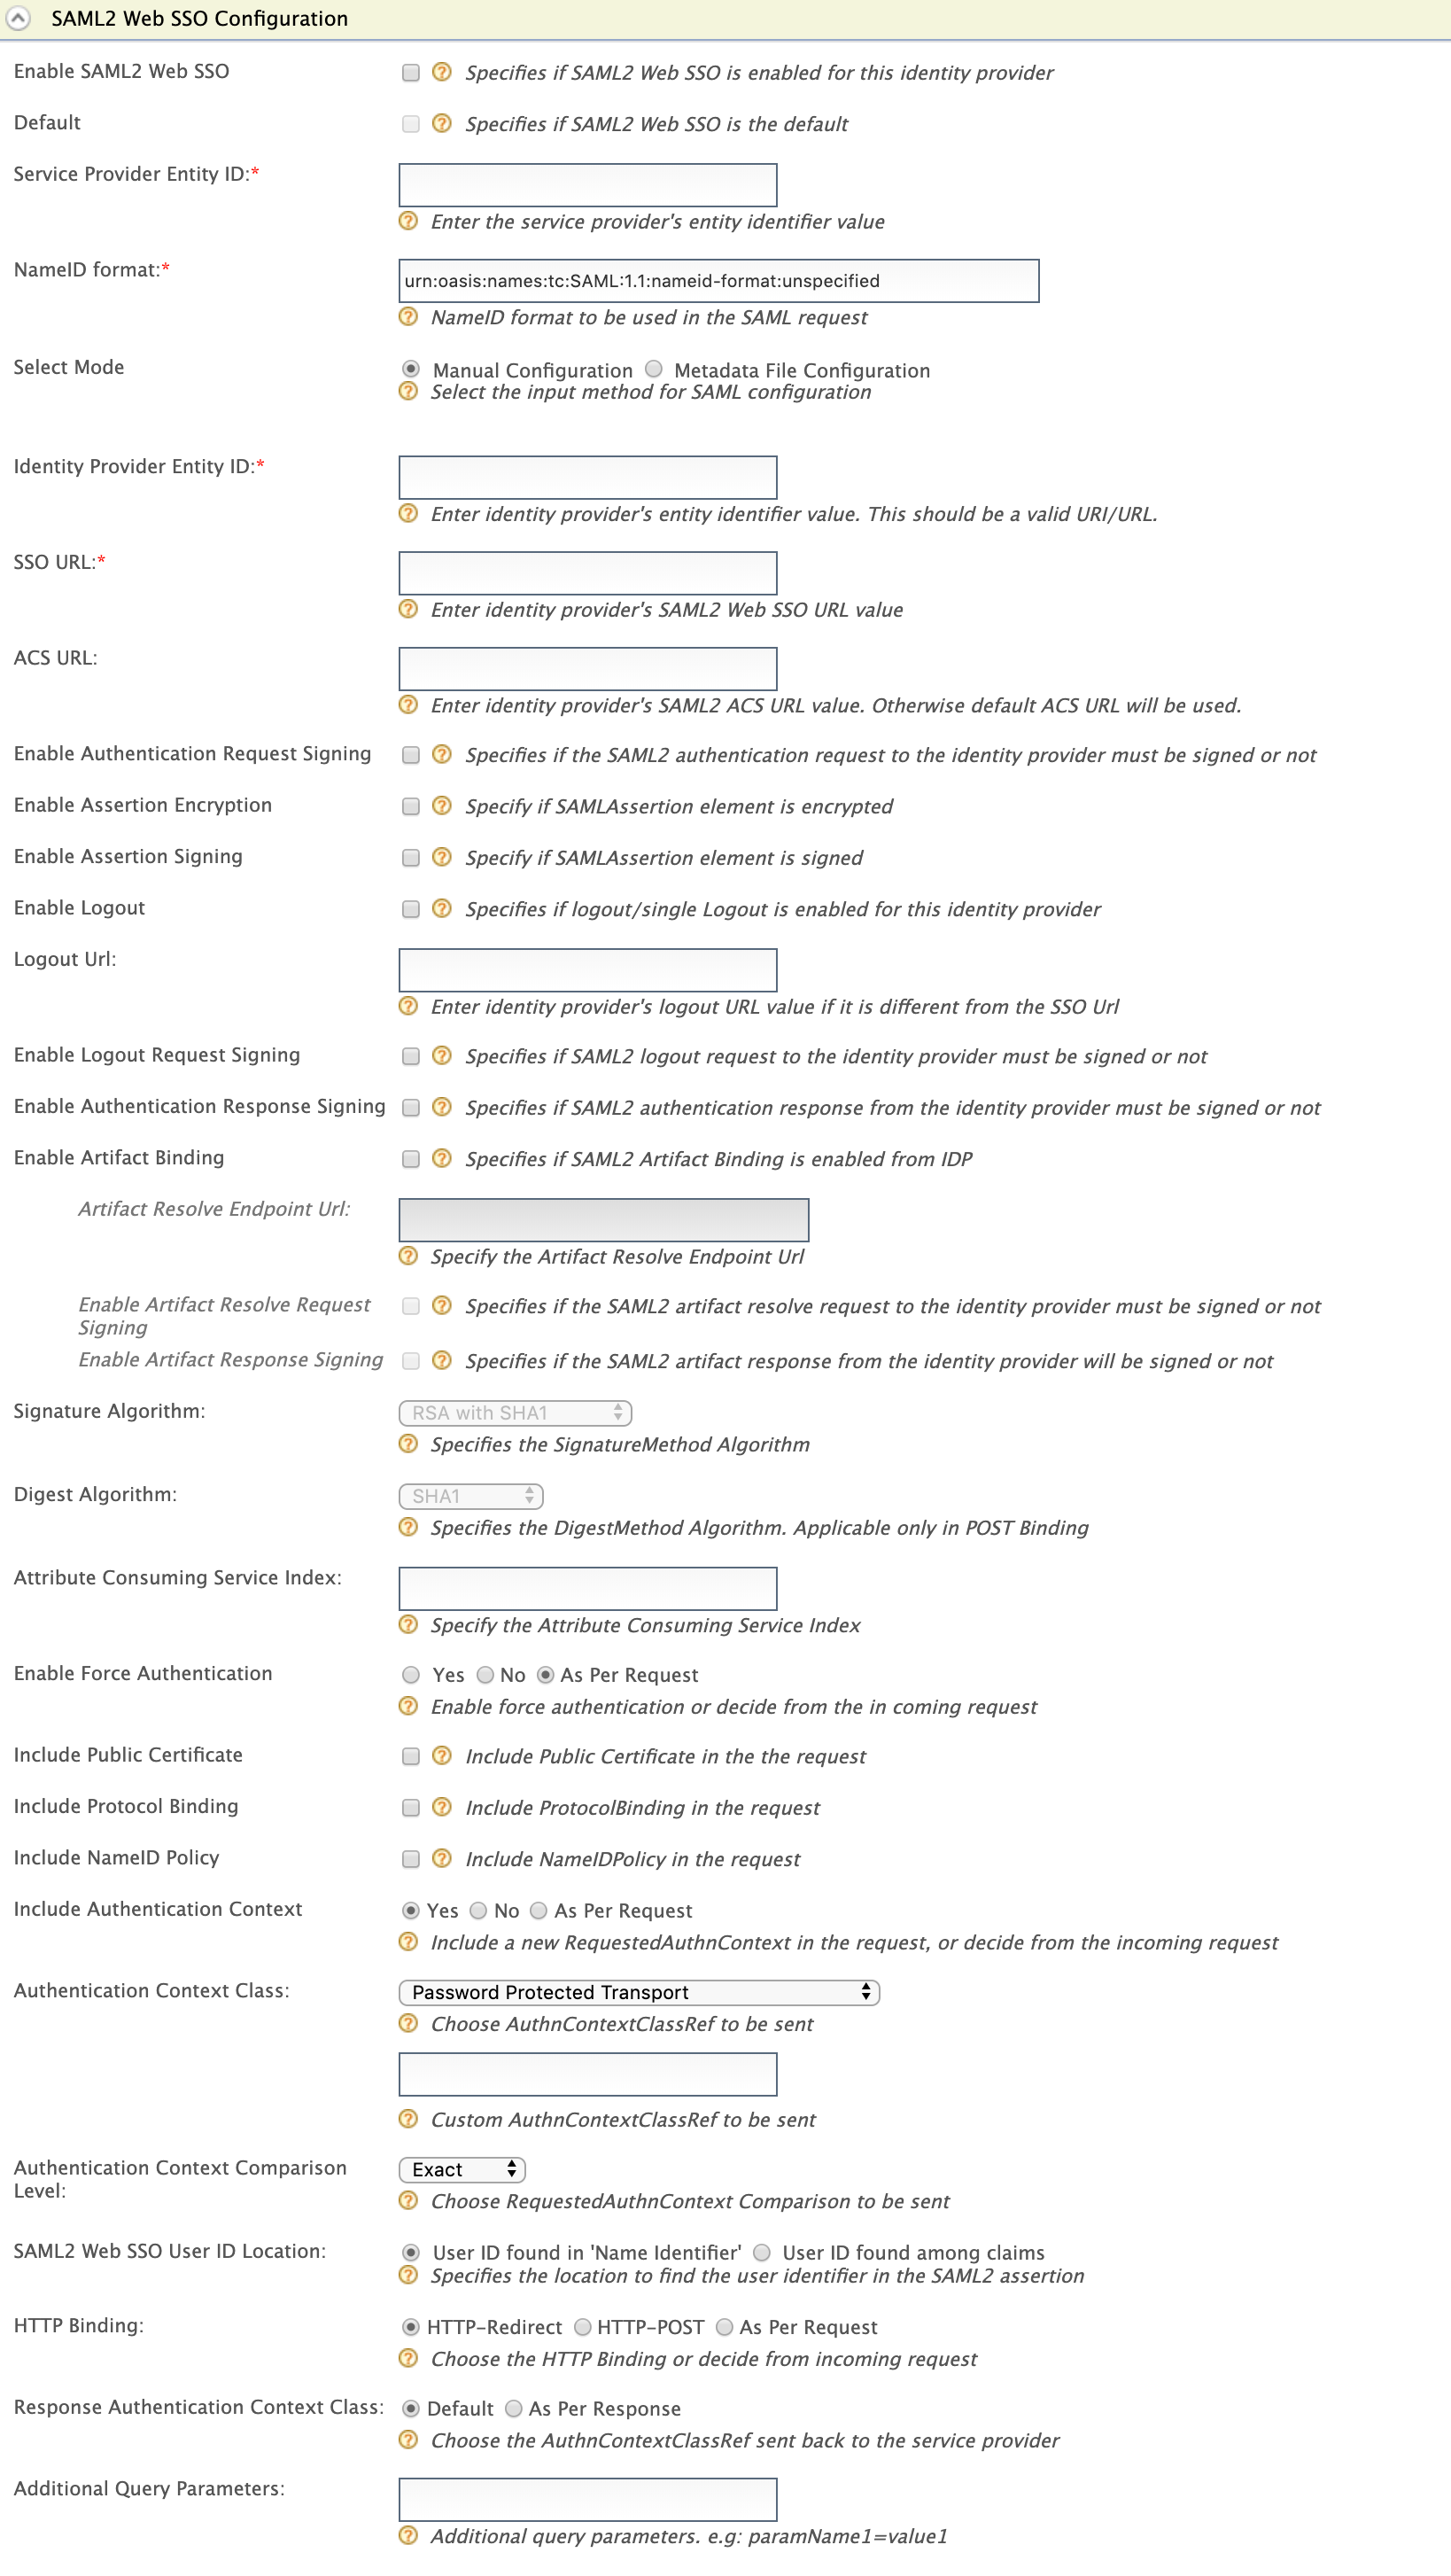 SAML2 Web SSO Configuration
Enable SAML2 Web SSO
Specifies if SAML2 Web SSO is enabled for this identity provider
Default
Specifies if SAML2 Web SSO is the default
Service Provider Entity ID:*
Enter the service provider's entity identifier value
NameID format:*
urn:oasis:names:tc:SAML:1.1:nameid-format:unspecified
NameID format to be used in the SAML request
Select Mode
Manual Configuration Metadata File Configuration
Select the input method for SAML configuration
Identity Provider Entity ID:*
Enter identity provider's entity identifier value. This should be a valid URI/URL.
SSO URL:*
Enter identity provider's SAML2 Web SSO URL value
ACS URL:
Enter identity provider's SAML2 ACS URL value. Otherwise default ACS URL will be used.
Enable Authentication Request Signing
Specifies if the SAML2 authentication request to the identity provider must be signed or not
Enable Assertion Encryption
Specify if SAMLAssertion element is encrypted
Enable Assertion Signing
Specify if SAMLAssertion element is signed
Enable Logout
Specifies if logout/single Logout is enabled for this identity provider
Logout Url:
Enter identity provider's logout URL value if it is different from the SSO Url
Enable Logout Request Signing
Specifies if SAML2 logout request to the identity provider must be signed or not
Enable Authentication Response Signing
Specifies if SAML2 authentication response from the identity provider must be signed or not
Enable Artifact Binding
Specifies if SAML2 Artifact Binding is enabled from IDP
Artifact Resolve Endpoint Url:
Specify the Artifact Resolve Endpoint Url
Enable Artifact Resolve Request
Signing
Specifies if the SAML2 artifact resolve request to the identity provider must be signed or not
Enable Artifact Response Signing
Specifies if the SAML2 artifact response from the identity provider will be signed or not
Signature Algorithm:
RSA with SHA1
Specifies the SignatureMethod Algorithm
Digest Algorithm:
SHA1
Specifies the DigestMethod Algorithm. Applicable only in POST Binding
Attribute Consuming Service Index:
Specify the Attribute Consuming Service Index
Enable Force Authentication
Yes No As Per Request
Enable force authentication or decide from the in coming request
Include Public Certificate
Include Public Certificate in the the request
Include Protocol Binding
Include ProtocolBinding in the request
Include NameID Policy
Include NameIDPolicy in the request
Include Authentication Context
Yes No As Per Request
Include a new RequestedAuthnContext in the request, or decide from the incoming request
Authentication Context Class:
Password Protected Transport
Choose AuthnContextClassRef to be sent
Custom AuthnContextClassRef to be sent
Authentication Context Comparison
Level:
Exact
Choose RequestedAuthnContext Comparison to be sent
SAML2 Web SSO User ID Location:
User ID found in 'Name Identifier' User ID found among claims
Specifies the location to find the user identifier in the SAML2 assertion
HTTP Binding:
HTTP-Redirect HTTP-POST As Per Request
Choose the HTTP Binding or decide from incoming request
Response Authentication Context Class:
Default As Per Response
Choose the AuthnContextClassRef sent back to the service provider
Additional Query Parameters:
Additional query parameters. e.g: paramName1=value1